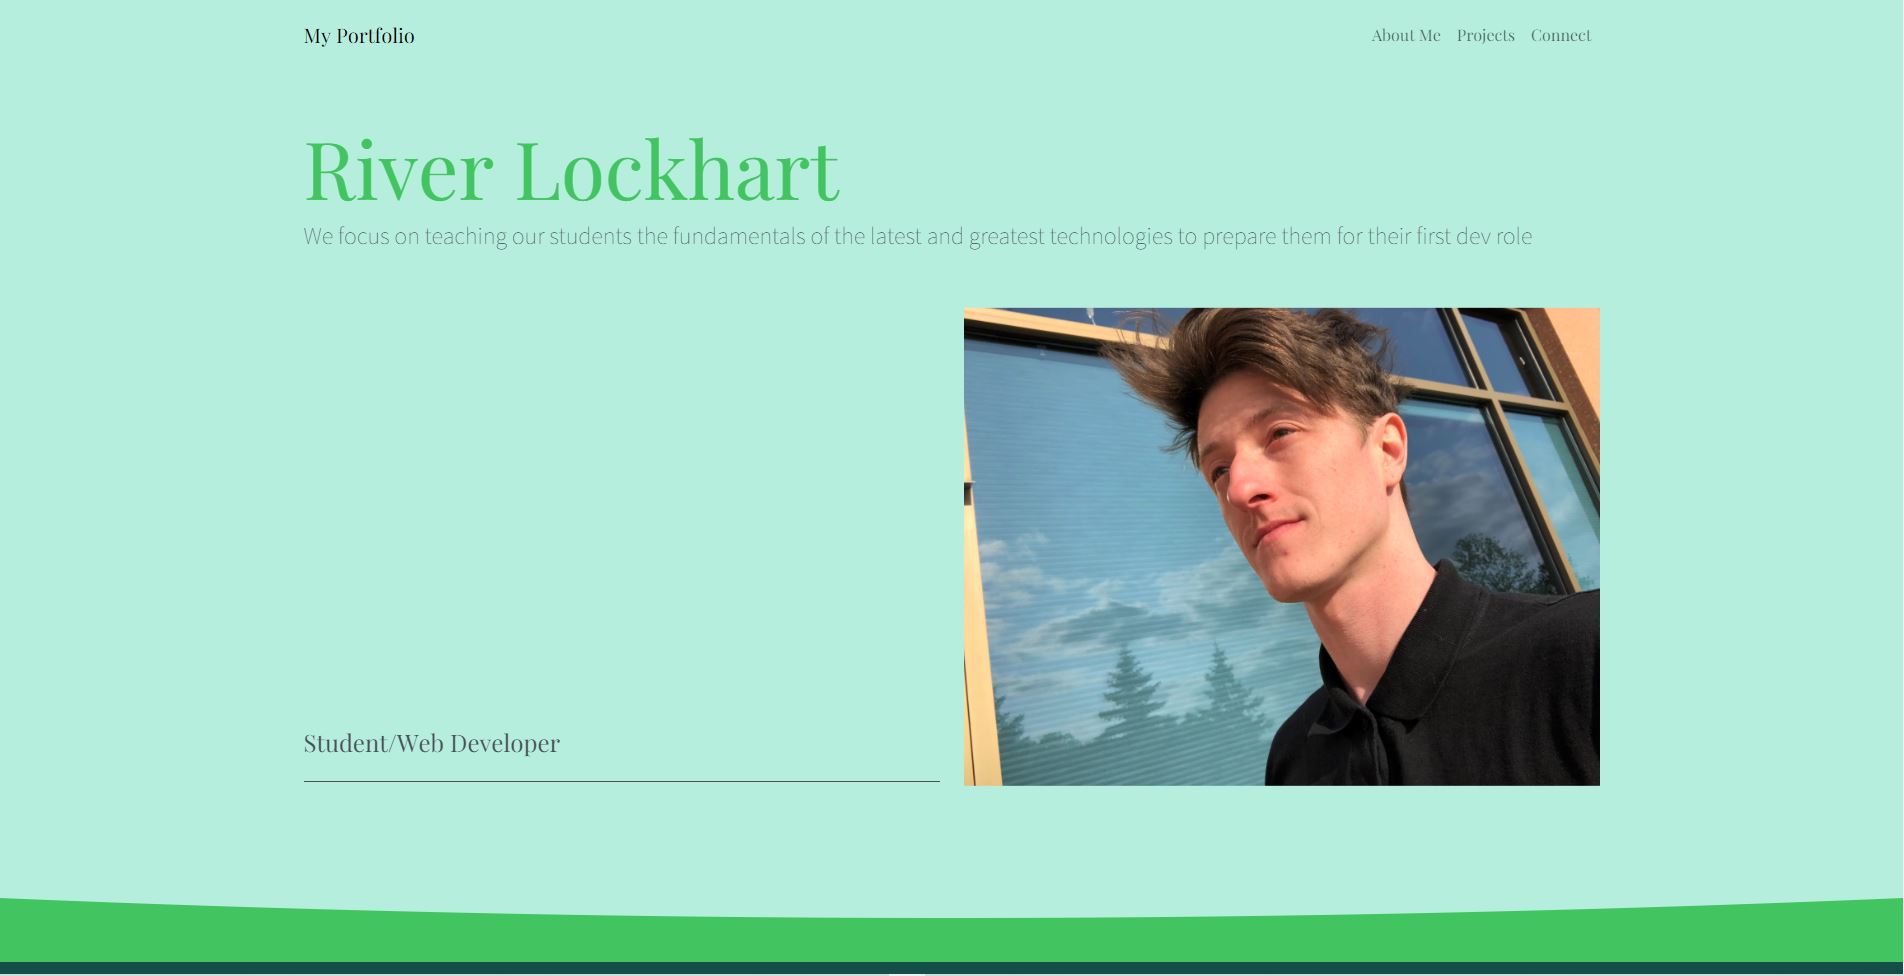 My Portfolio
About Me Projects Connect
River Lockhart
We focus on teaching our students the fundamentals of the latest and greatest technologies to prepare them for their first dev role
Student/Web Developer